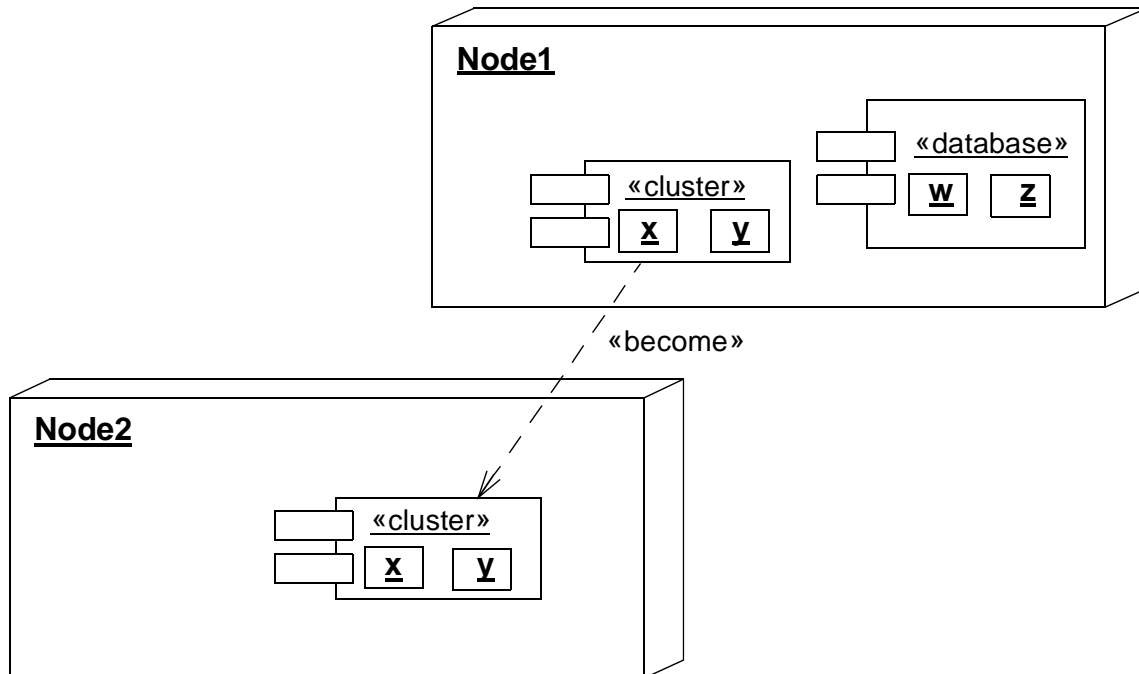 Node1
«database»
w z
«cluster»
x y
«become»
Node2
«cluster»
x y